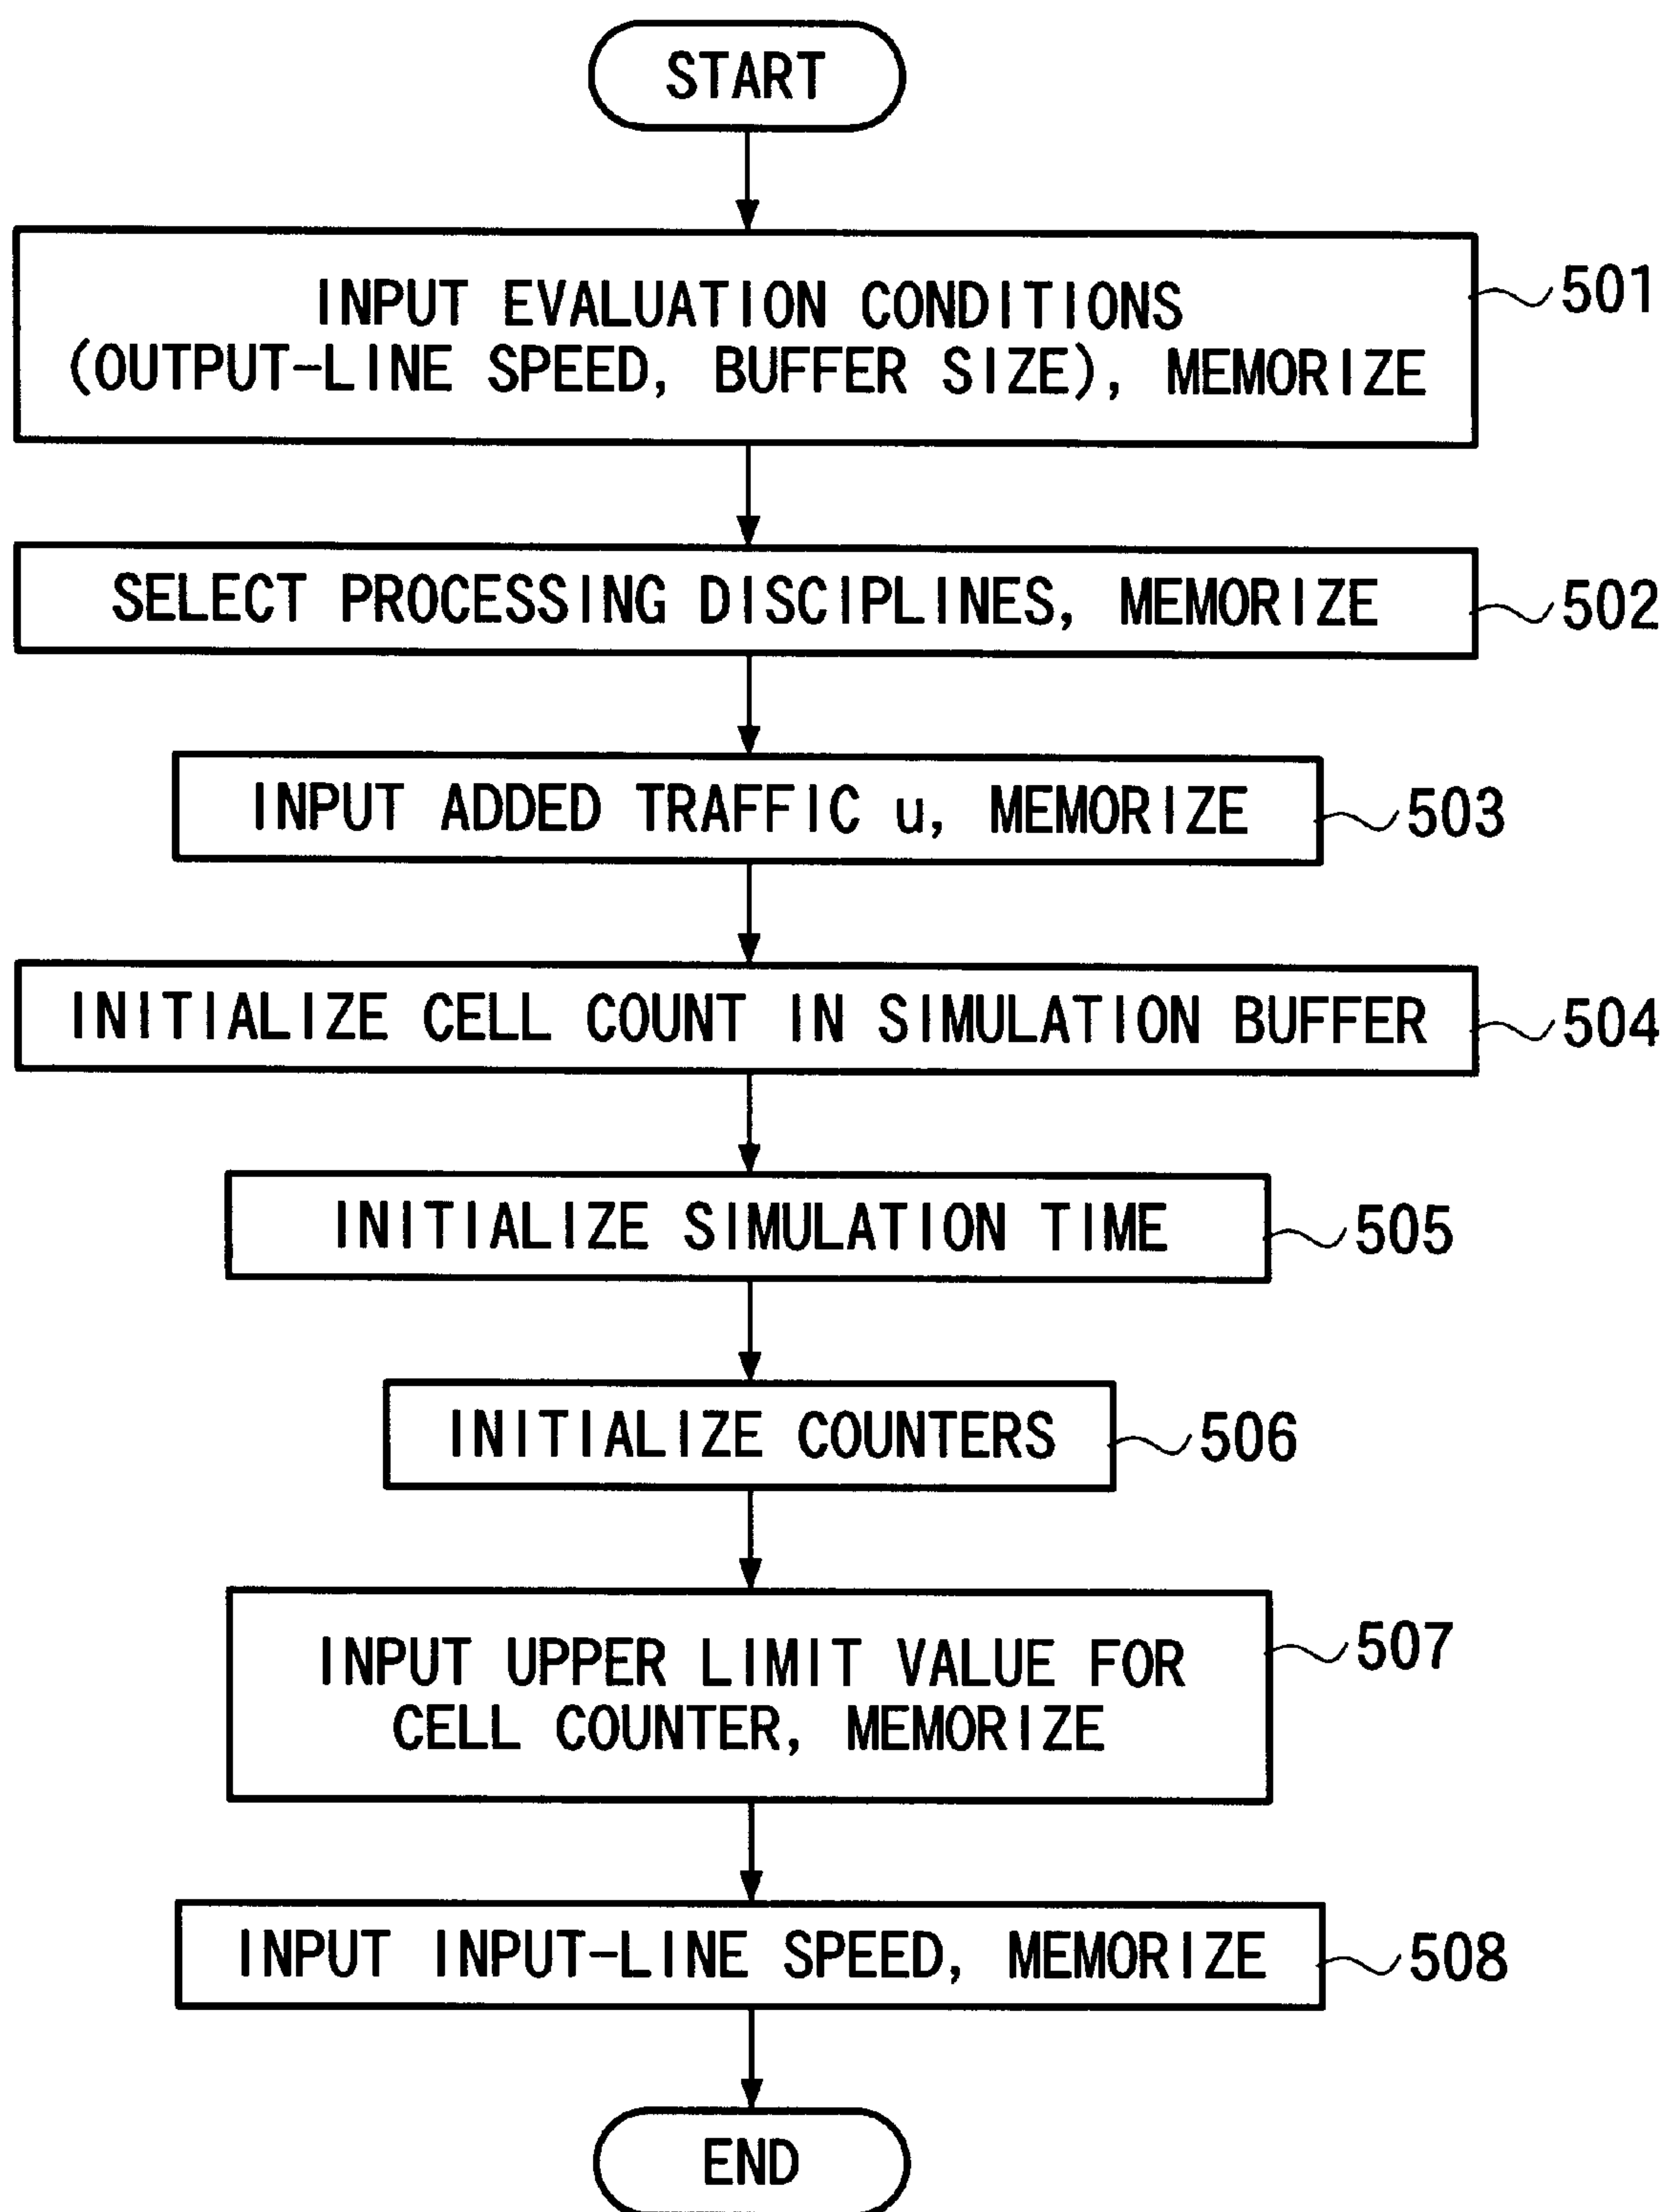 START
INPUT EVALUATION CONDITIONS
(OUTPUT-LINE SPEED, BUFFER SIZE), MEMORIZE
501
SELECT PROCESSING DISCIPLINES, MEMORIZE
502
INPUT ADDED TRAFFIC u, MEMORIZE
503
INITIALIZE CELL COUNT IN SIMULATION BUFFER
504
INITIALIZE SIMULATION TIME
505
INITIALIZE COUNTERS
506
INPUT UPPER LIMIT VALUE FOR
CELL COUNTER, MEMORIZE
507
INPUT INPUT-LINE SPEED, MEMORIZE
508
END